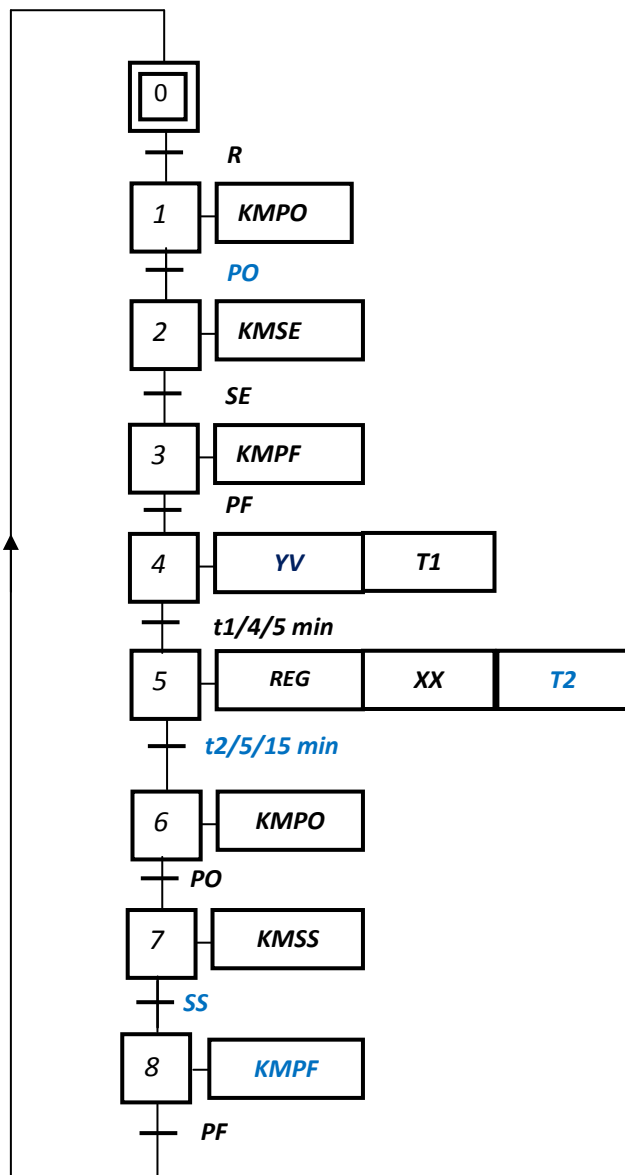 0
R
1 KMPO
PO
2 KMSE
SE
3 KMPF
PF
4 YV T1
t1/4/5 min
5 REG XX T2
t2/5/15 min
6 KMPO
PO
7 KMSS
SS
8 KMPF
PF